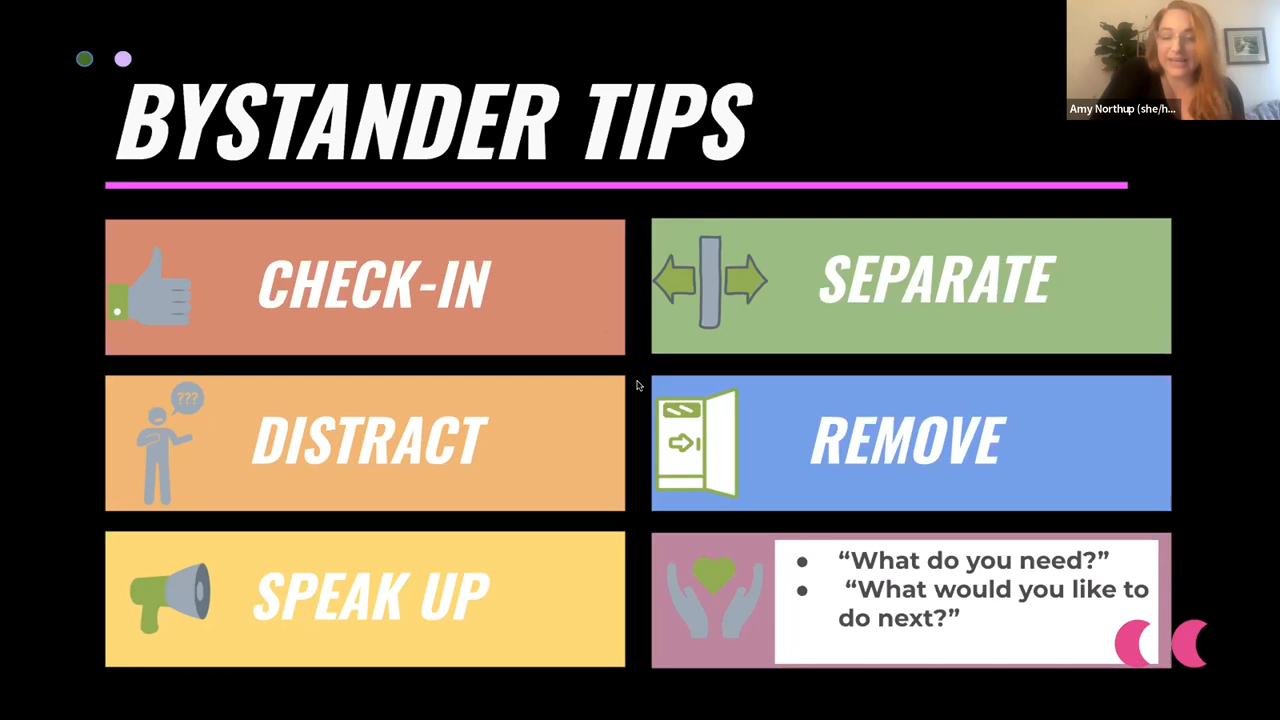 BYSTANDER TIPS
Amy Northup (she/h...
CHECK-IN
SEPARATE
???
DISTRACT
REMOVE
SPEAK UP
● “What do you need?”
● “What would you like to
do next?”